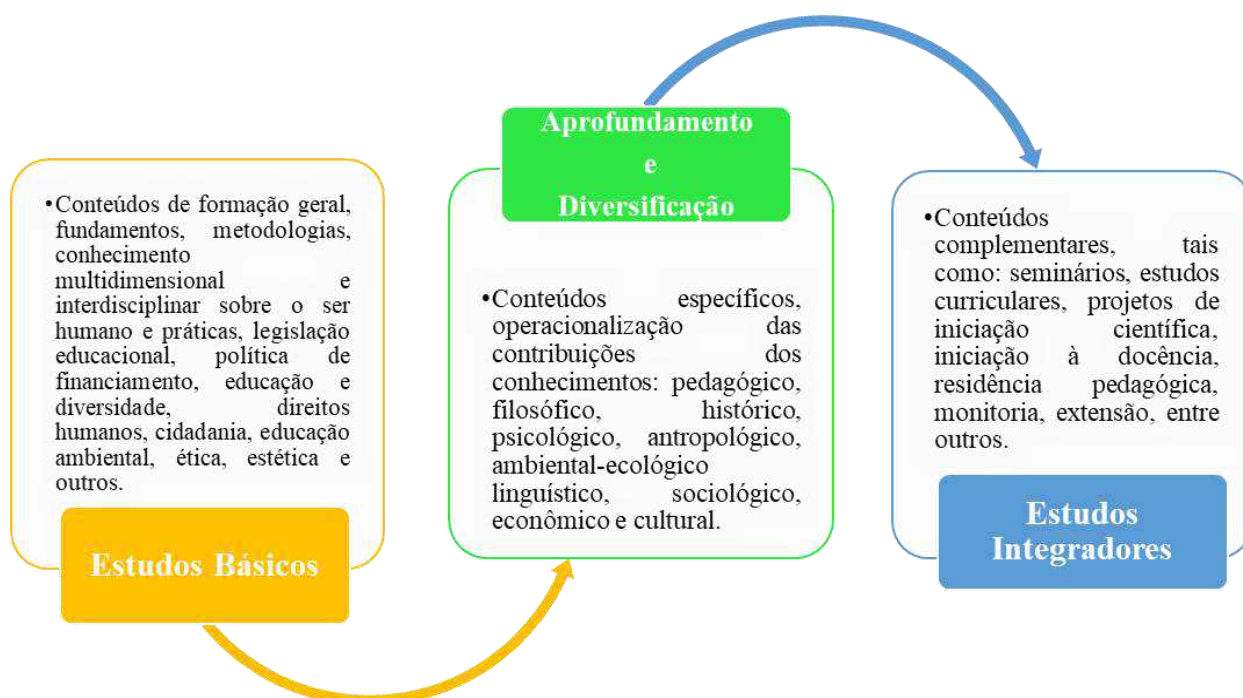 •Conteúdos de formação geral,
fundamentos, metodologias,
conhecimento
multidimensional e
interdisciplinar sobre o ser
humano e práticas, legislação
educacional, política de
financiamento, educação e
diversidade, direitos
humanos, cidadania, educação
ambiental, ética, estética e
outros.
Estudos Básicos
Aprofundamento
e
Diversificação
•Conteúdos específicos,
operacionalização das
contribuições dos
conhecimentos: pedagógico,
filosófico, histórico,
psicológico, antropológico,
ambiental-ecológico
linguístico, sociológico,
econômico e cultural.
•Conteúdos
complementares, tais
como: seminários, estudos
curriculares, projetos de
iniciação científica,
iniciação à docência,
residência pedagógica,
monitoria, extensão, entre
outros.
Estudos
Integradores